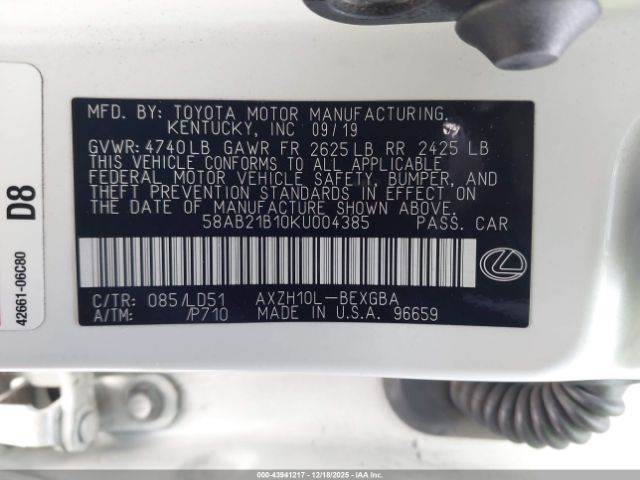 MFD. BY: TOYOTA MOTOR MANUFACTURING,
KENTUCKY, INC 09/19
GVWR: 4740LB GAWR FR 2625LB RR 2425 LB
THIS VEHICLE CONFORMS TO ALL APPLICABLE
FEDERAL MOTOR VEHICLE SAFETY, BUMPER, AND
THEFT PREVENTION STANDARDS IN EFFECT ON
THE DATE OF MANUFACTURE SHOWN ABOVE.
58AB21B10KU004385 PASS. CAR
C/TR: 085/LD51 AXZH10L-BEXGBA
A/TM: /P710 MADE IN U.S.A. 96659
D8
42661-06C80
000-43941217 - 12/18/2025 - IAAI.CA